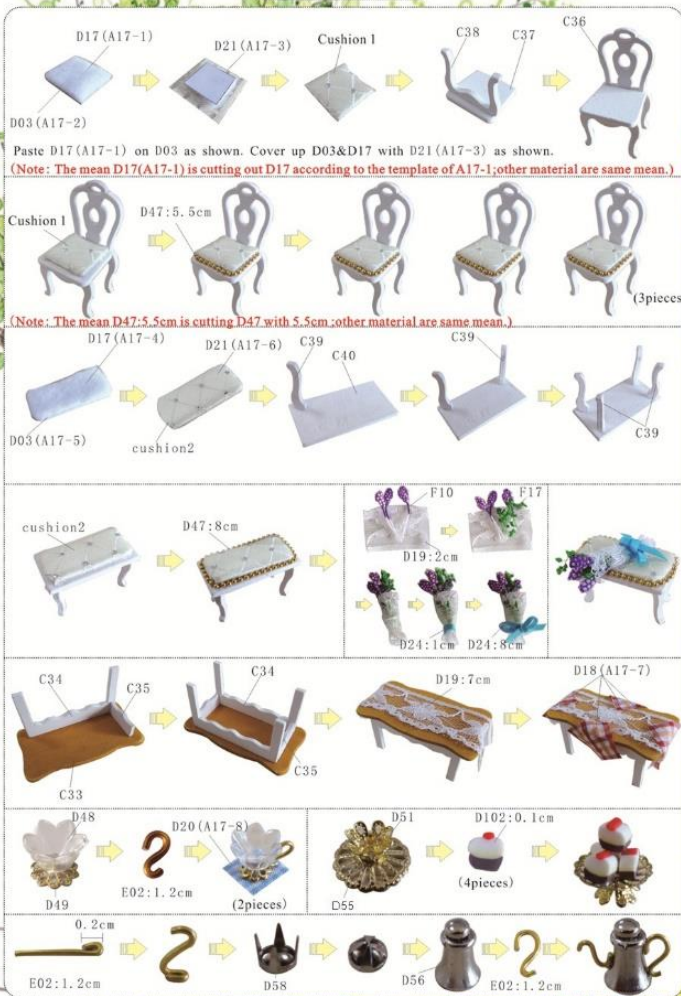 D17(A17-1)
D21(A17-3)
Cushion 1
C38
C37
C36
D03(A17-2)
Paste D17(A17-1) on D03 as shown. Cover up D03&D17 with D21(A17-3) as shown.
(Note: The mean D17(A17-1) is cutting out D17 according to the template of A17-1;other material are same mean.)
Cushion 1
D47:5.5cm
(3pieces
(Note: The mean D47:5.5cm is cutting D47 with 5.5cm ;other material are same mean.)
D17(A17-4)
D21(A17-6)
C39
C40
C39
D03(A17-5)
cushion2
C39
cushion2
D47:8cm
F10
F17
D19:2cm
D24:1cm
D24:8cm
C34
C35
C34
D19:7cm
D18(A17-7)
C33
C35
D48
D20(A17-8)
D51
D102:0.1cm
D49
E02:1.2cm
(2pieces)
D55
(4pieces)
0.2cm
E02:1.2cm
D58
D56
E02:1.2cm